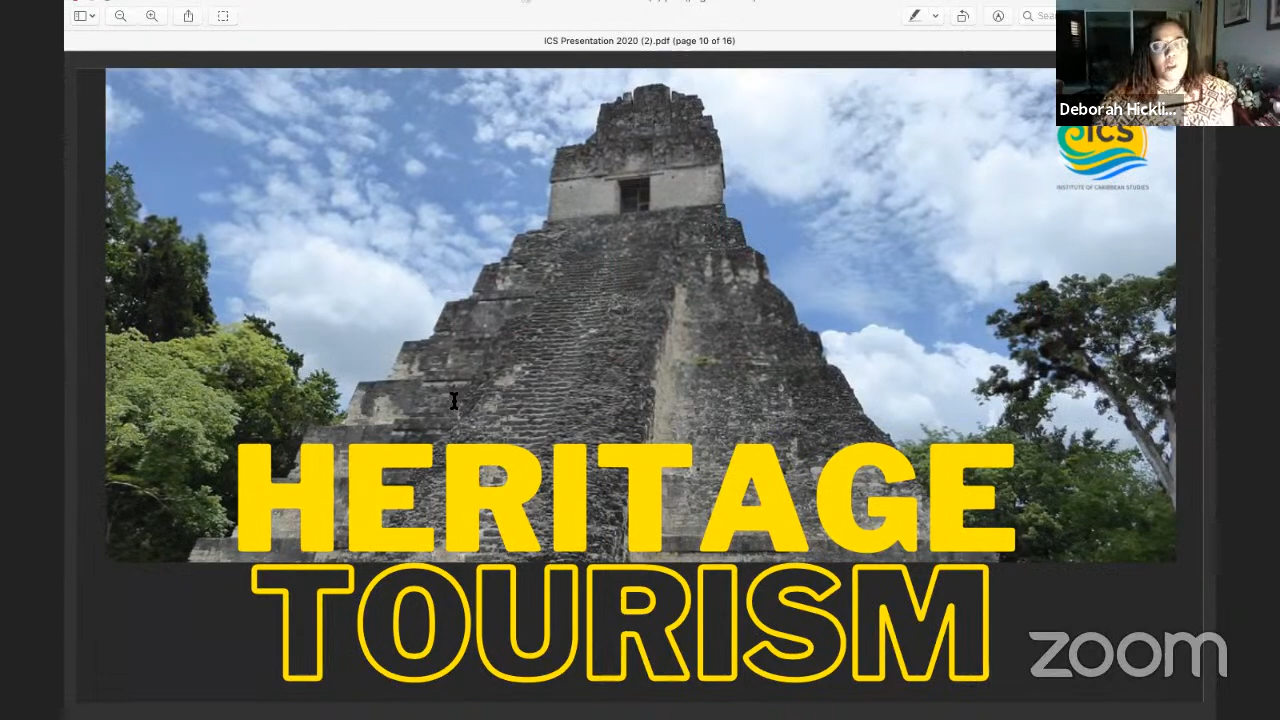 ICS Presentation 2020 (2).pdf (page 10 of 16)
Sea
Deborah Hickli...
ICS
INSTITUTE OF CARIBBEAN STUDIES
HERITAGE
TOURISM
zoom